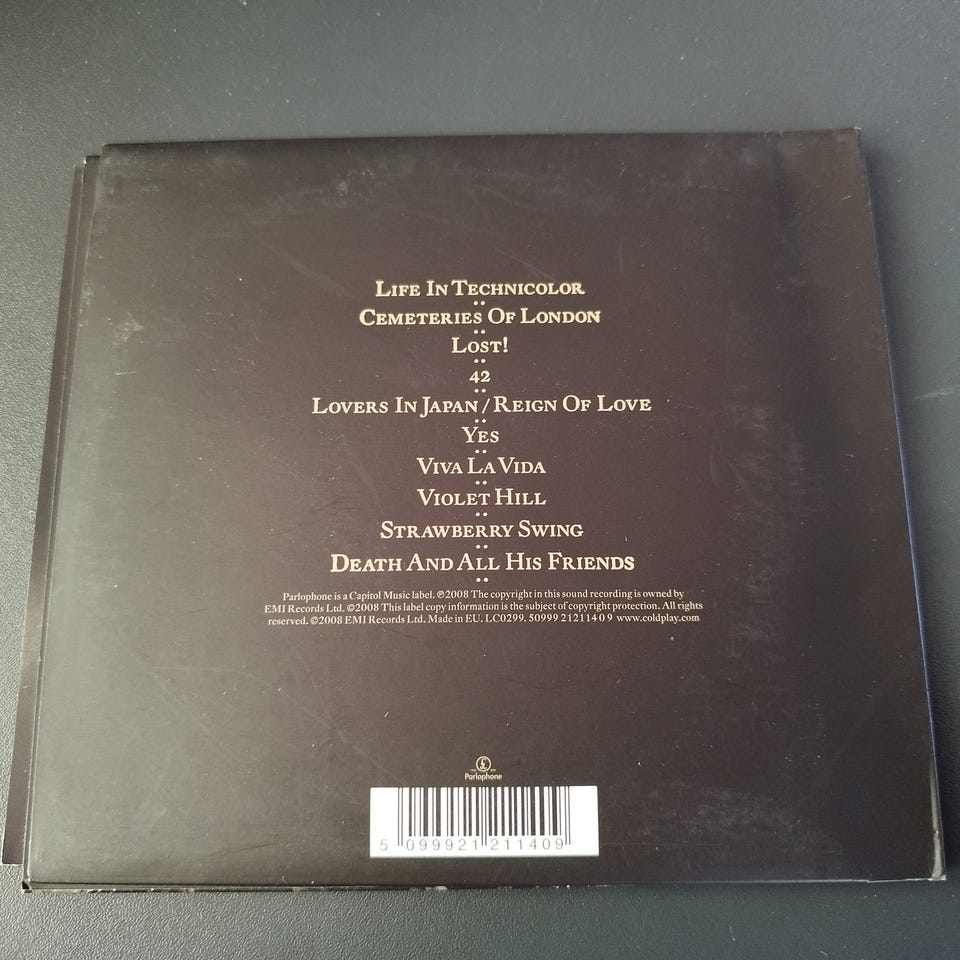 Life In Technicolor
Cemeteries Of London
Lost!
42
Lovers In Japan / Reign Of Love
Yes
Viva La Vida
Violet Hill
Strawberry Swing
Death And All His Friends
Parlophone is a Capitol Music label. ℗2008 The copyright in this sound recording is owned by
EMI Records Ltd. ©2008 This label copy information is the subject of copyright protection. All rights
reserved. ©2008 EMI Records Ltd. Made in EU. LC0299. 50999 212114 0 9 www.coldplay.com
Parlophone
5 099921 211409